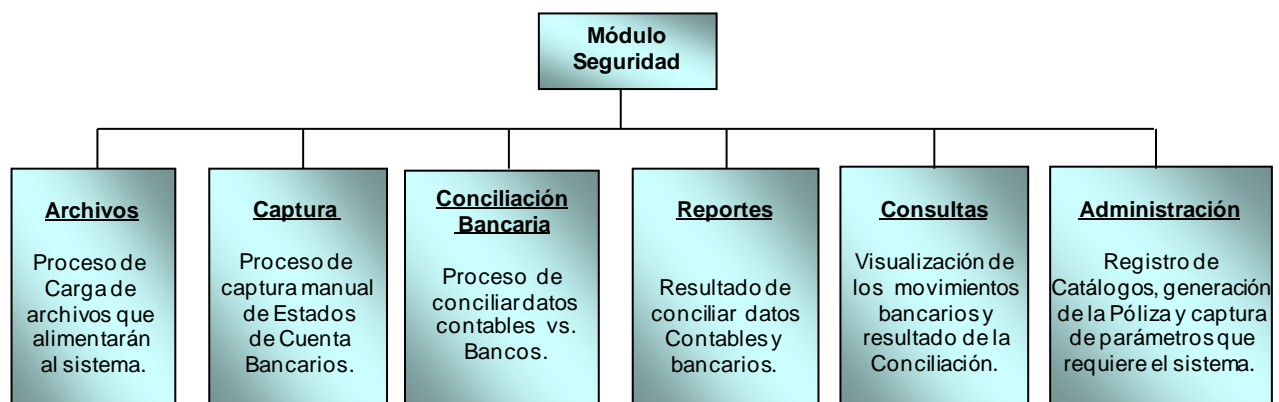 Módulo
Seguridad
Archivos
Proceso de
Carga de
archivos que
alimentarán
al sistema.
Captura
Proceso de
captura manual
de Estados
de Cuenta
Bancarios.
Conciliación
Bancaria
Proceso de
conciliar datos
contables vs.
Bancos.
Reportes
Resultado de
conciliar datos
Contables y
bancarios.
Consultas
Visualización de
los movimientos
bancarios y
resultado de la
Conciliación.
Administración
Registro de
Catálogos, generación
de la Póliza y captura
de parámetros que
requiere el sistema.